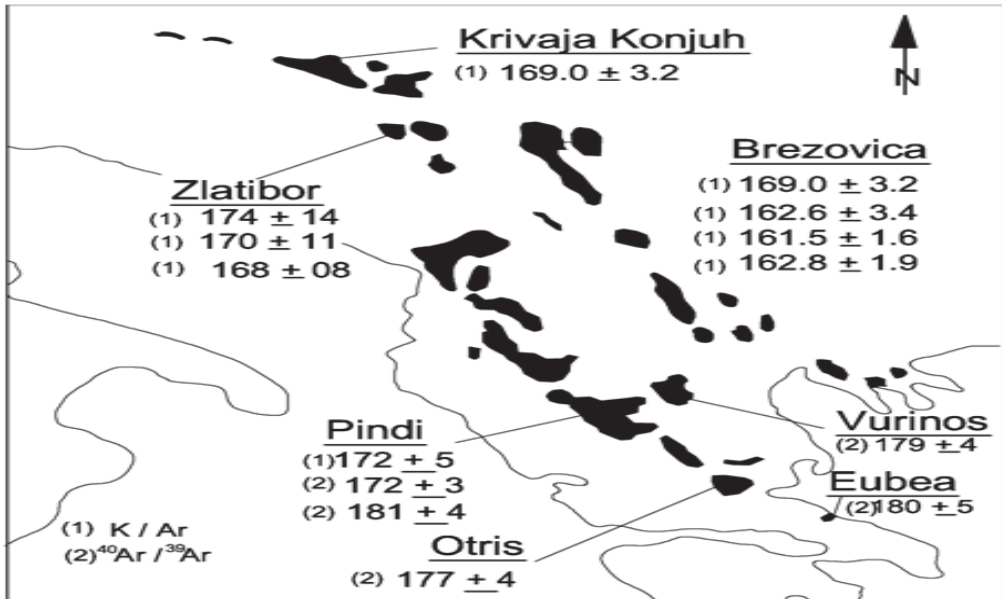 Krivaja Konjuh
(1) 169.0 ± 3.2
N
Brezovica
(1) 169.0 ± 3.2
(1) 162.6 ± 3.4
(1) 161.5 ± 1.6
(1) 162.8 ± 1.9
Zlatibor
(1) 174 ± 14
(1) 170 ± 11
(1) 168 ± 08
Pindi
(1) 172 ± 5
(2) 172 ± 3
(2) 181 ± 4
Vurinos
(2) 179 ± 4
Eubea
(2) 180 ± 5
Otris
(2) 177 ± 4
(1) K / Ar
(2) ⁴⁰Ar / ³⁹Ar